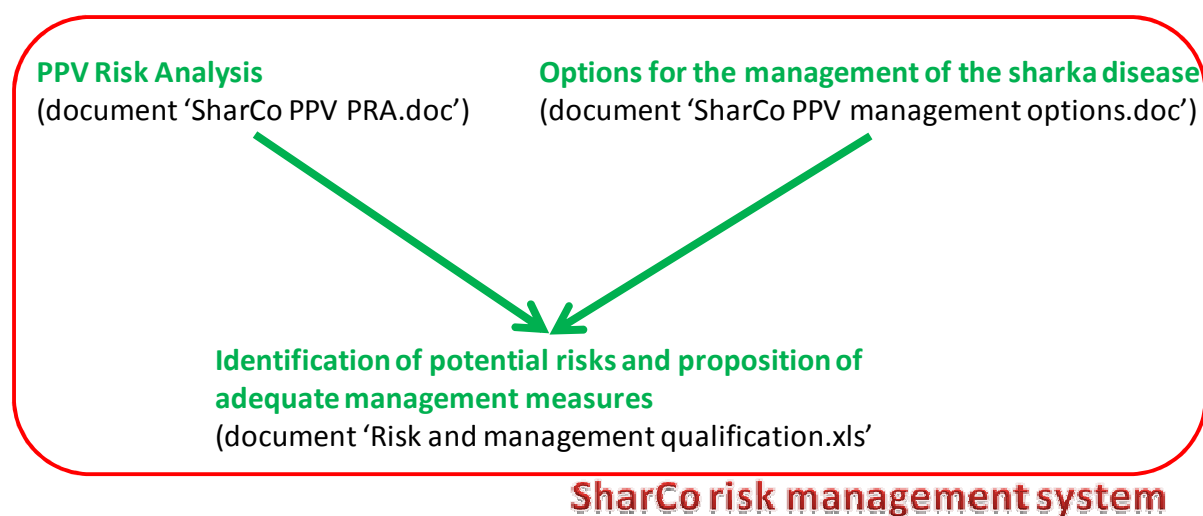 PPV Risk Analysis
(document ‘SharCo PPV PRA.doc’)
Options for the management of the sharka disease
(document ‘SharCo PPV management options.doc’)
Identification of potential risks and proposition of
adequate management measures
(document ‘Risk and management qualification.xls’
SharCo risk management system